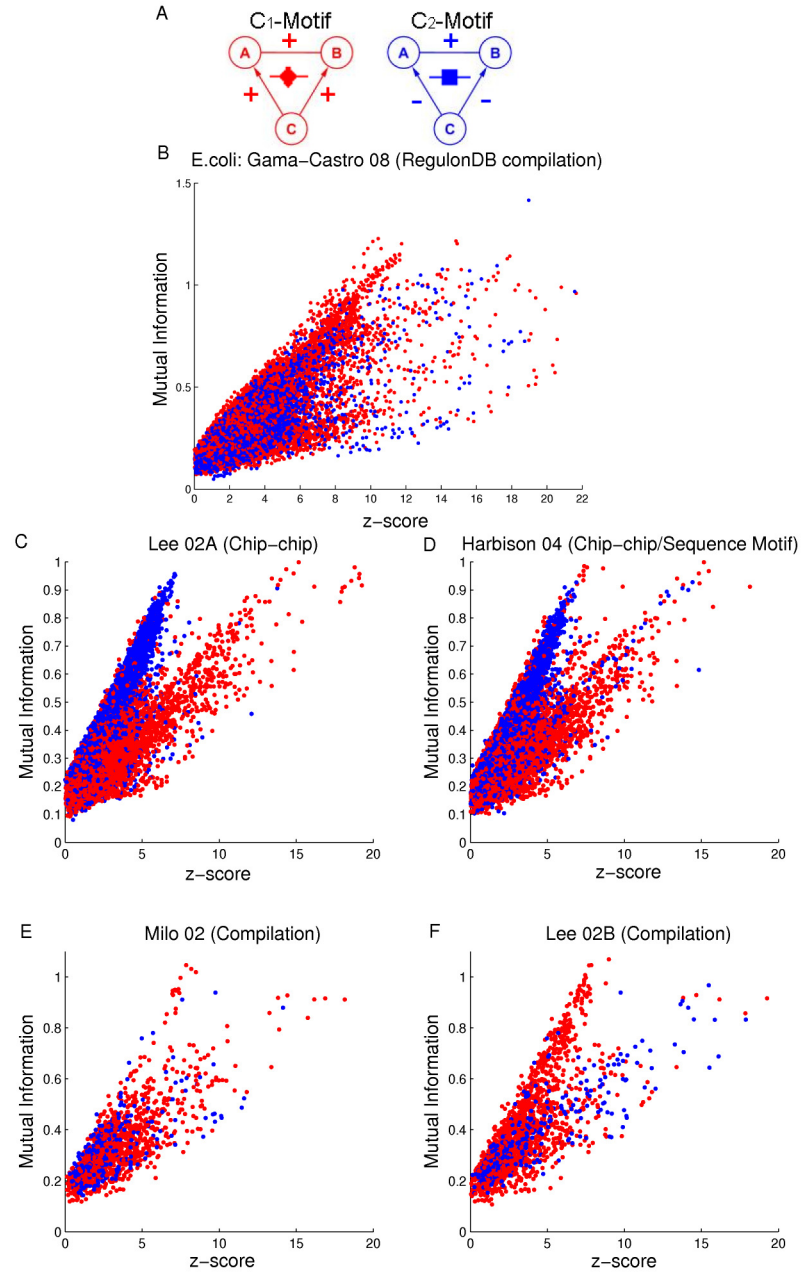 A
C1-Motif
C2-Motif
+
+
A
B
A
B
+
+
−
−
C
C
B
E.coli: Gama−Castro 08 (RegulonDB compilation)
1.5
1
0.5
0
Mutual Information
0 2 4 6 8 10 12 14 16 18 20 22
z−score
C
Lee 02A (Chip−chip)
1
0.9
0.8
0.7
0.6
0.5
0.4
0.3
0.2
0.1
0
Mutual Information
0 5 10 15 20
z−score
D
Harbison 04 (Chip−chip/Sequence Motif)
1
0.9
0.8
0.7
0.6
0.5
0.4
0.3
0.2
0.1
0
Mutual Information
0 5 10 15 20
z−score
E
Milo 02 (Compilation)
1
0.8
0.6
0.4
0.2
0
Mutual Information
0 5 10 15 20
z−score
F
Lee 02B (Compilation)
1
0.8
0.6
0.4
0.2
0
Mutual Information
0 5 10 15 20
z−score